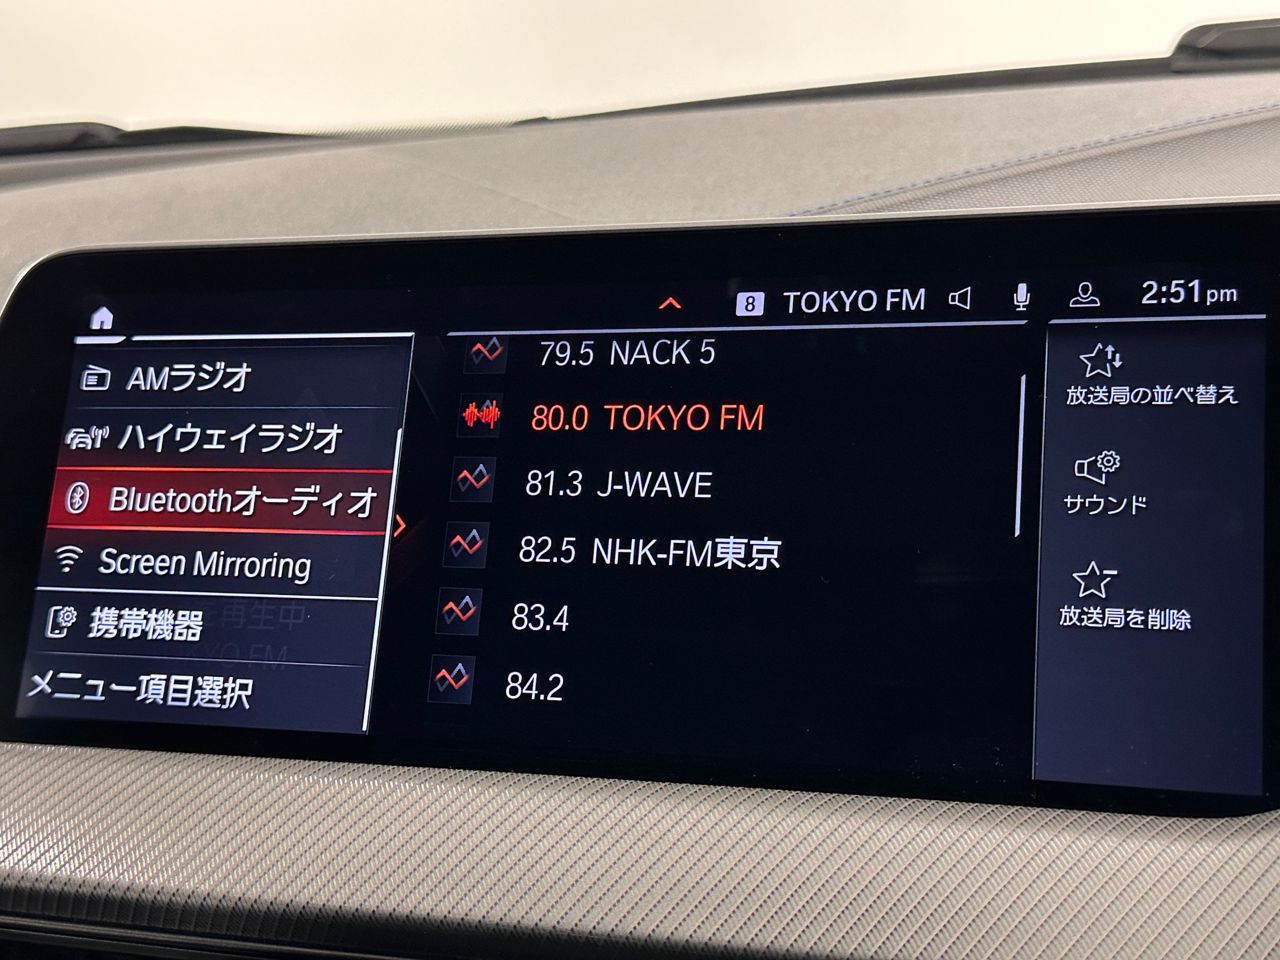 8 TOKYO FM 2:51pm
AMラジオ
ハイウェイラジオ
Bluetoothオーディオ
Screen Mirroring
携帯機器
メニュー項目選択
79.5 NACK 5
80.0 TOKYO FM
81.3 J-WAVE
82.5 NHK-FM東京
83.4
84.2
放送局の並べ替え
サウンド
放送局を削除